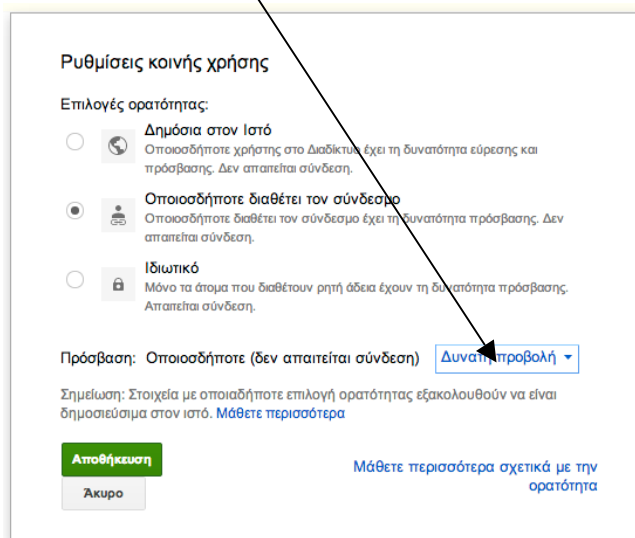 Ρυθμίσεις κοινής χρήσης
Επιλογές ορατότητας:
Δημόσια στον Ιστό
Οποιοσδήποτε χρήστης στο Διαδίκτυο έχει τη δυνατότητα εύρεσης και
πρόσβασης. Δεν απαιτείται σύνδεση.
Οποιοσδήποτε διαθέτει τον σύνδεσμο
Οποιοσδήποτε διαθέτει τον σύνδεσμο έχει τη δυνατότητα πρόσβασης. Δεν
απαιτείται σύνδεση.
Ιδιωτικό
Μόνο τα άτομα που διαθέτουν ρητή άδεια έχουν τη δυνατότητα πρόσβασης.
Απαιτείται σύνδεση.
Πρόσβαση: Οποιοσδήποτε (δεν απαιτείται σύνδεση) Δυνατή προβολή
Σημείωση: Στοιχεία με οποιαδήποτε επιλογή ορατότητας εξακολουθούν να είναι
δημοσιεύσιμα στον ιστό. Μάθετε περισσότερα
Αποθήκευση
Άκυρο
Μάθετε περισσότερα σχετικά με την
ορατότητα